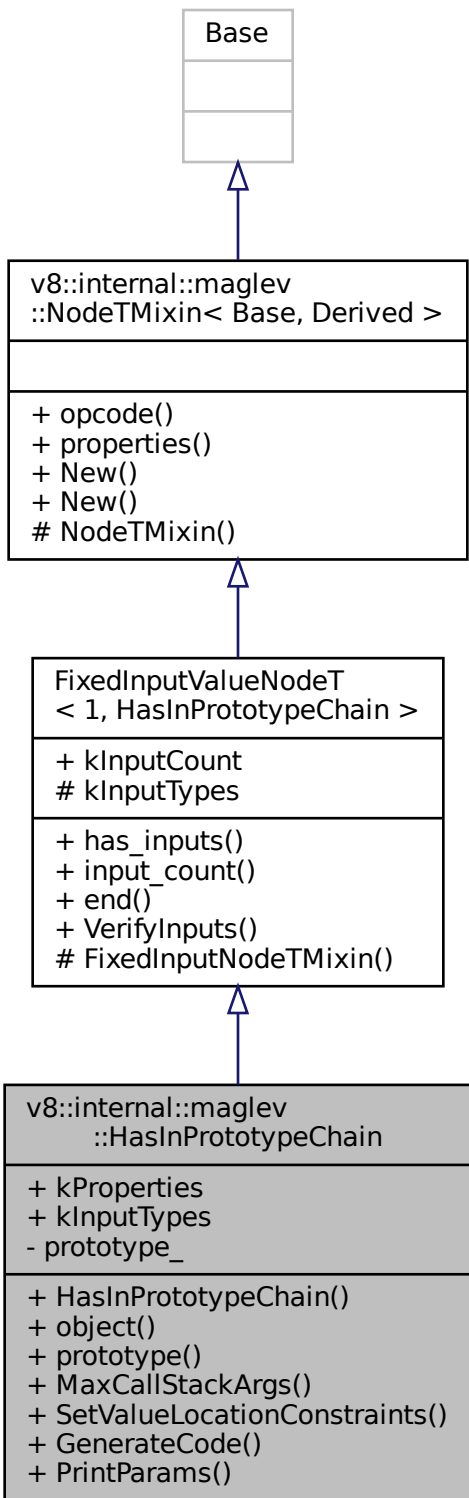 Base
v8::internal::maglev
::NodeTMixin< Base, Derived >
+ opcode()
+ properties()
+ New()
+ New()
# NodeTMixin()
FixedInputValueNodeT
< 1, HasInPrototypeChain >
+ kInputCount
# kInputTypes
+ has_inputs()
+ input_count()
+ end()
+ VerifyInputs()
# FixedInputNodeTMixin()
v8::internal::maglev
::HasInPrototypeChain
+ kProperties
+ kInputTypes
- prototype_
+ HasInPrototypeChain()
+ object()
+ prototype()
+ MaxCallStackArgs()
+ SetValueLocationConstraints()
+ GenerateCode()
+ PrintParams()